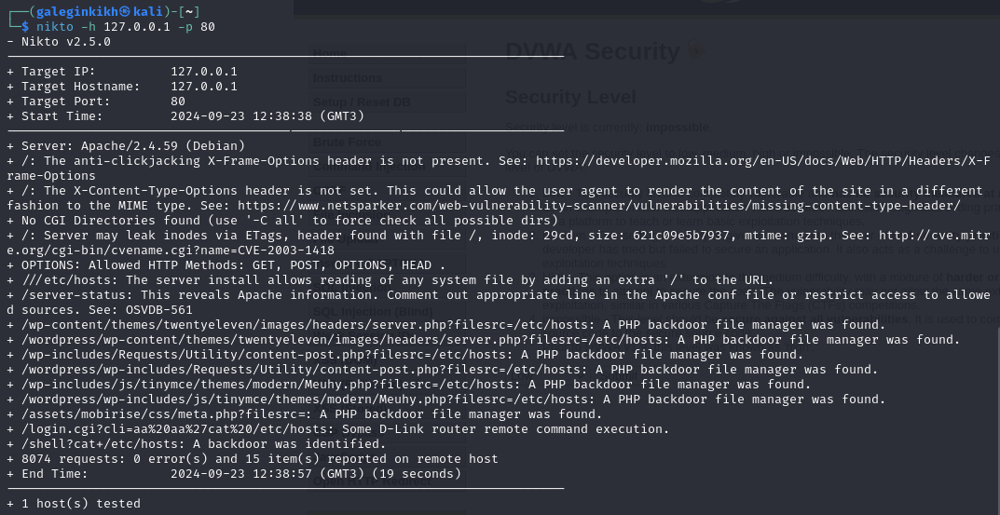 ┌──(galeginkikh㉿kali)-[~]
└─$ nikto -h 127.0.0.1 -p 80
- Nikto v2.5.0
+ Target IP:          127.0.0.1
+ Target Hostname:    127.0.0.1
+ Target Port:        80
+ Start Time:         2024-09-23 12:38:38 (GMT3)
+ Server: Apache/2.4.59 (Debian)
+ /: The anti-clickjacking X-Frame-Options header is not present. See: https://developer.mozilla.org/en-US/docs/Web/HTTP/Headers/X-F
rame-Options
+ /: The X-Content-Type-Options header is not set. This could allow the user agent to render the content of the site in a different
fashion to the MIME type. See: https://www.netsparker.com/web-vulnerability-scanner/vulnerabilities/missing-content-type-header/
+ No CGI Directories found (use '-C all' to force check all possible dirs)
+ /: Server may leak inodes via ETags, header found with file /, inode: 29cd, size: 621c09e5b7937, mtime: gzip. See: http://cve.mitr
e.org/cgi-bin/cvename.cgi?name=CVE-2003-1418
+ OPTIONS: Allowed HTTP Methods: GET, POST, OPTIONS, HEAD .
+ ///etc/hosts: The server install allows reading of any system file by adding an extra '/' to the URL.
+ /server-status: This reveals Apache information. Comment out appropriate line in the Apache conf file or restrict access to allowe
d sources. See: OSVDB-561
+ /wp-content/themes/twentyeleven/images/headers/server.php?filesrc=/etc/hosts: A PHP backdoor file manager was found.
+ /wordpress/wp-content/themes/twentyeleven/images/headers/server.php?filesrc=/etc/hosts: A PHP backdoor file manager was found.
+ /wp-includes/Requests/Utility/content-post.php?filesrc=/etc/hosts: A PHP backdoor file manager was found.
+ /wordpress/wp-includes/Requests/Utility/content-post.php?filesrc=/etc/hosts: A PHP backdoor file manager was found.
+ /wp-includes/js/tinymce/themes/modern/Meuhy.php?filesrc=/etc/hosts: A PHP backdoor file manager was found.
+ /wordpress/wp-includes/js/tinymce/themes/modern/Meuhy.php?filesrc=/etc/hosts: A PHP backdoor file manager was found.
+ /assets/mobirise/css/meta.php?filesrc=: A PHP backdoor file manager was found.
+ /login.cgi?cli=aa%20aa%27cat%20/etc/hosts: Some D-Link router remote command execution.
+ /shell?cat+/etc/hosts: A backdoor was identified.
+ 8074 requests: 0 error(s) and 15 item(s) reported on remote host
+ End Time:           2024-09-23 12:38:57 (GMT3) (19 seconds)
+ 1 host(s) tested
Home
Instructions
Setup / Reset DB
Brute Force
SQL Injection (Blind)
DVWA Security
Security Level
Security level is currently: impossible